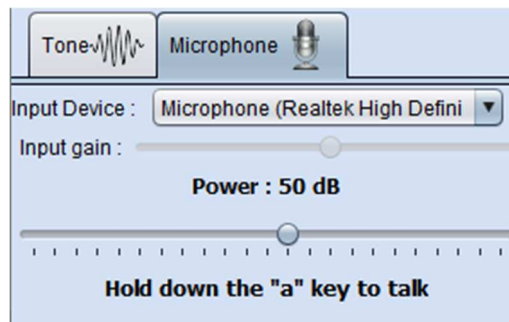 Tone
Microphone
Input Device : Microphone (Realtek High Defini
Input gain :
Power : 50 dB
Hold down the "a" key to talk